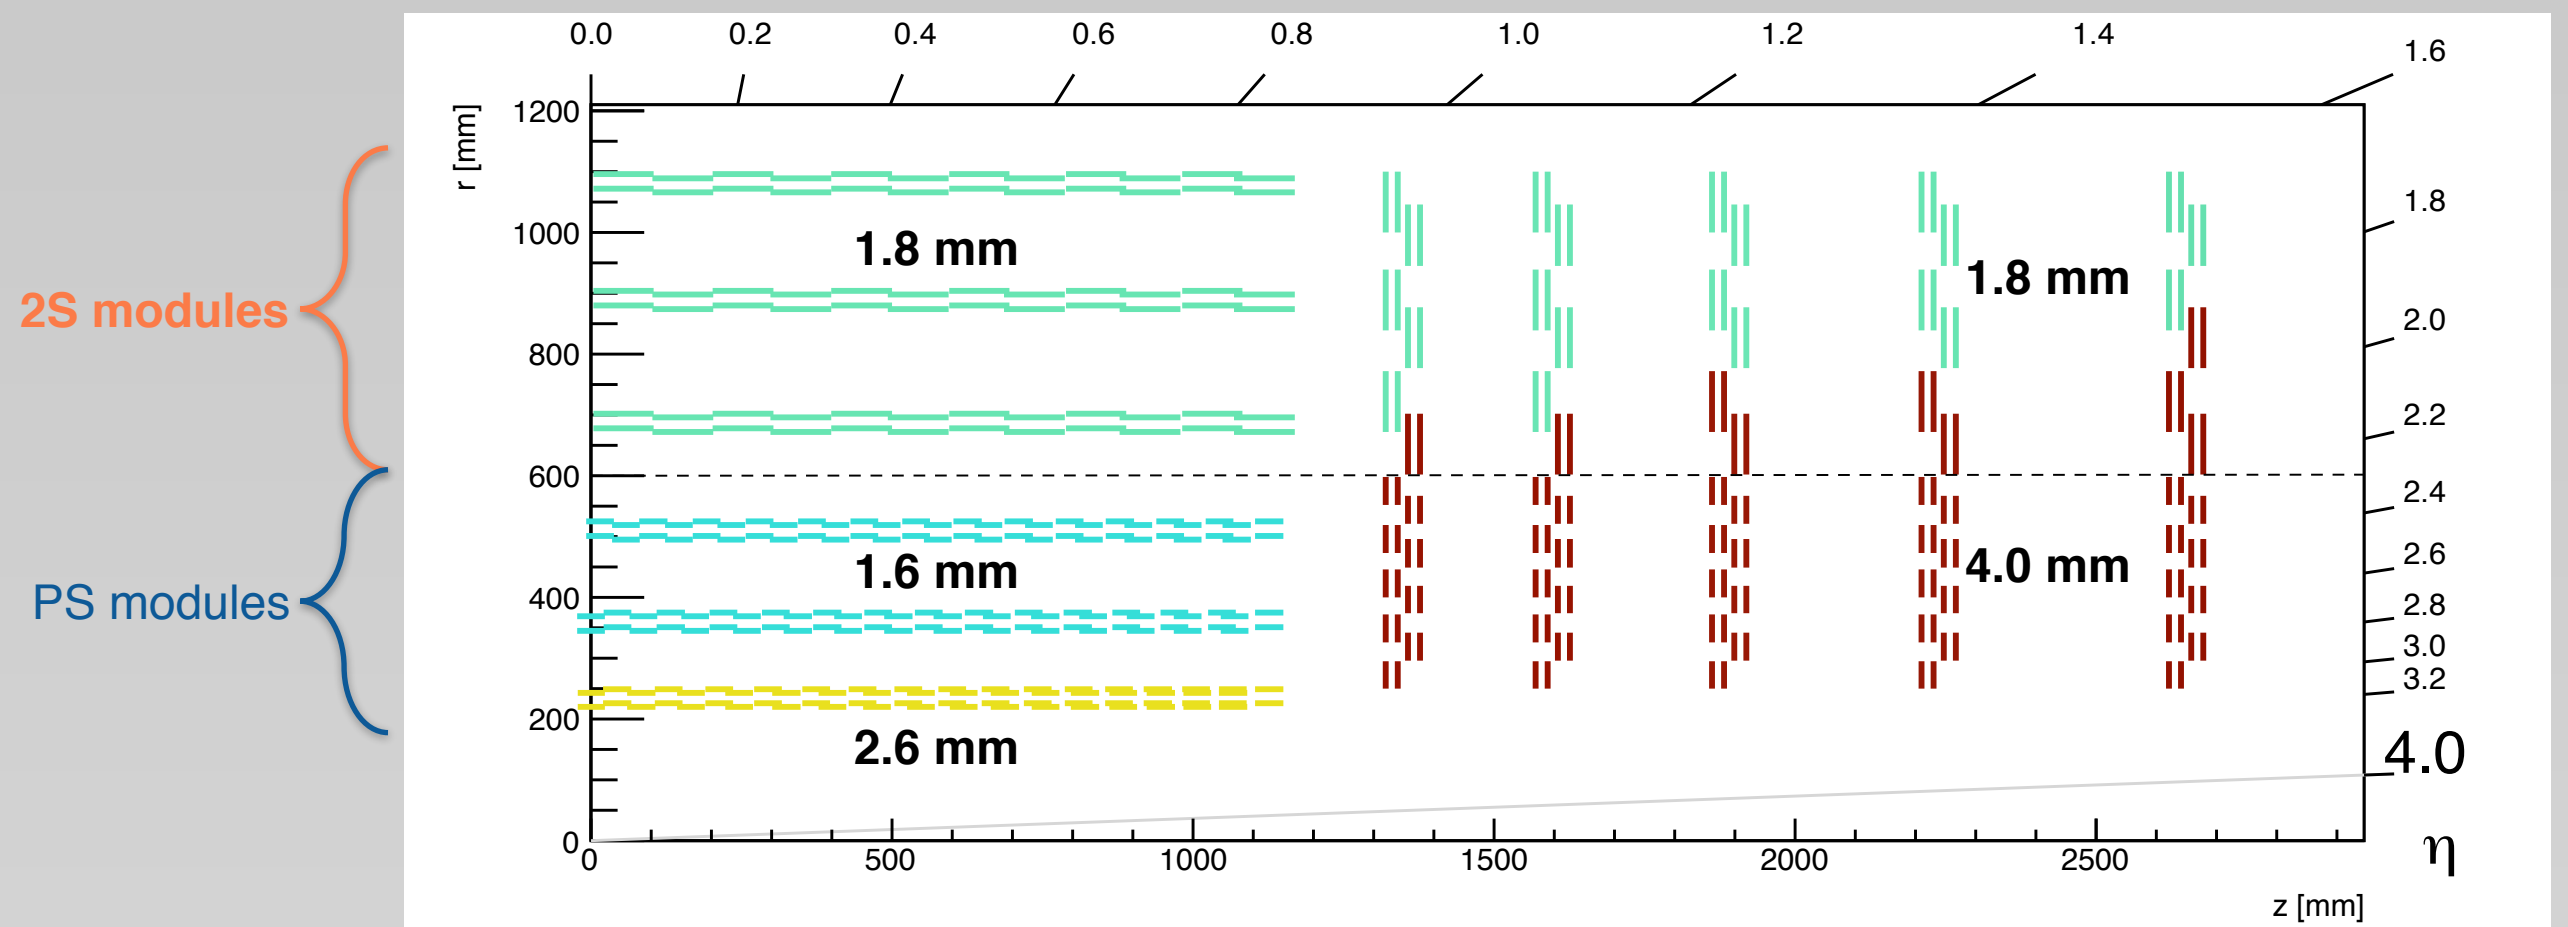 0.0 0.2 0.4 0.6 0.8 1.0 1.2 1.4 1.6
r [mm]
1200
1000
800
600
400
200
0
1.8 mm
1.8 mm
1.6 mm
4.0 mm
2.6 mm
2S modules
PS modules
1.8
2.0
2.2
2.4
2.6
2.8
3.0
3.2
4.0
η
0 500 1000 1500 2000 2500
z [mm]